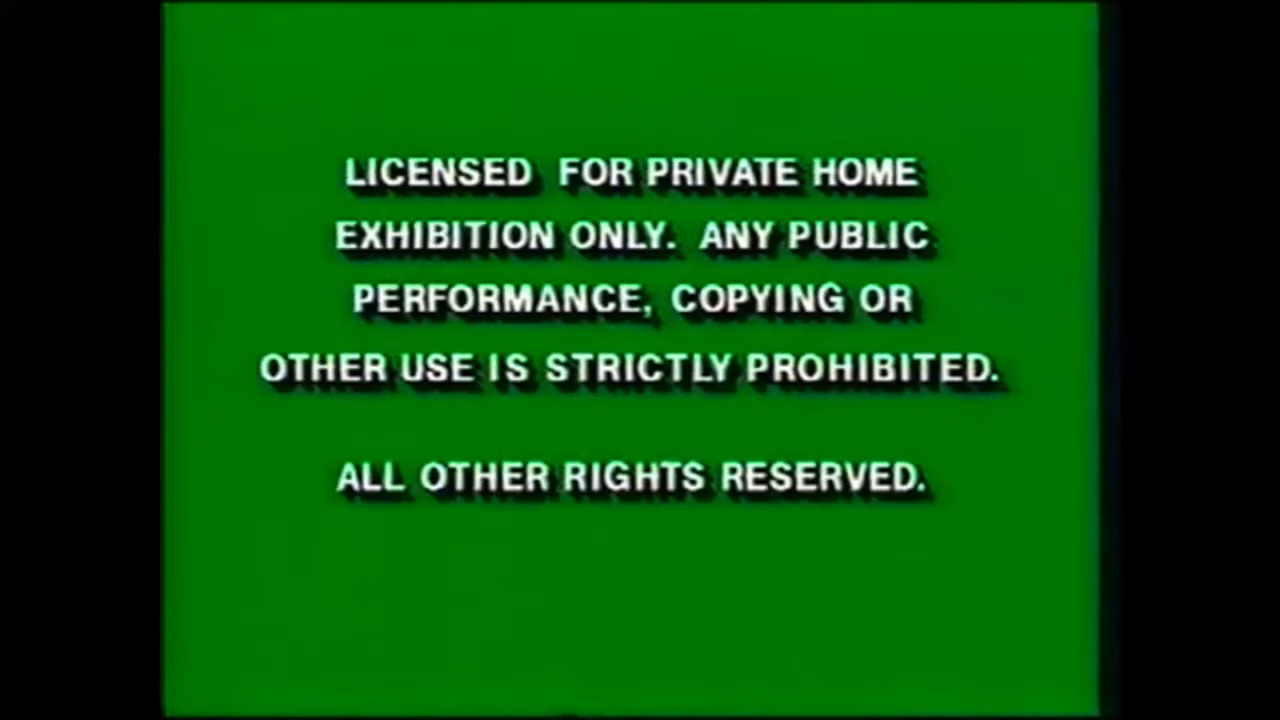 LICENSED FOR PRIVATE HOME
EXHIBITION ONLY. ANY PUBLIC
PERFORMANCE, COPYING OR
OTHER USE IS STRICTLY PROHIBITED.
ALL OTHER RIGHTS RESERVED.